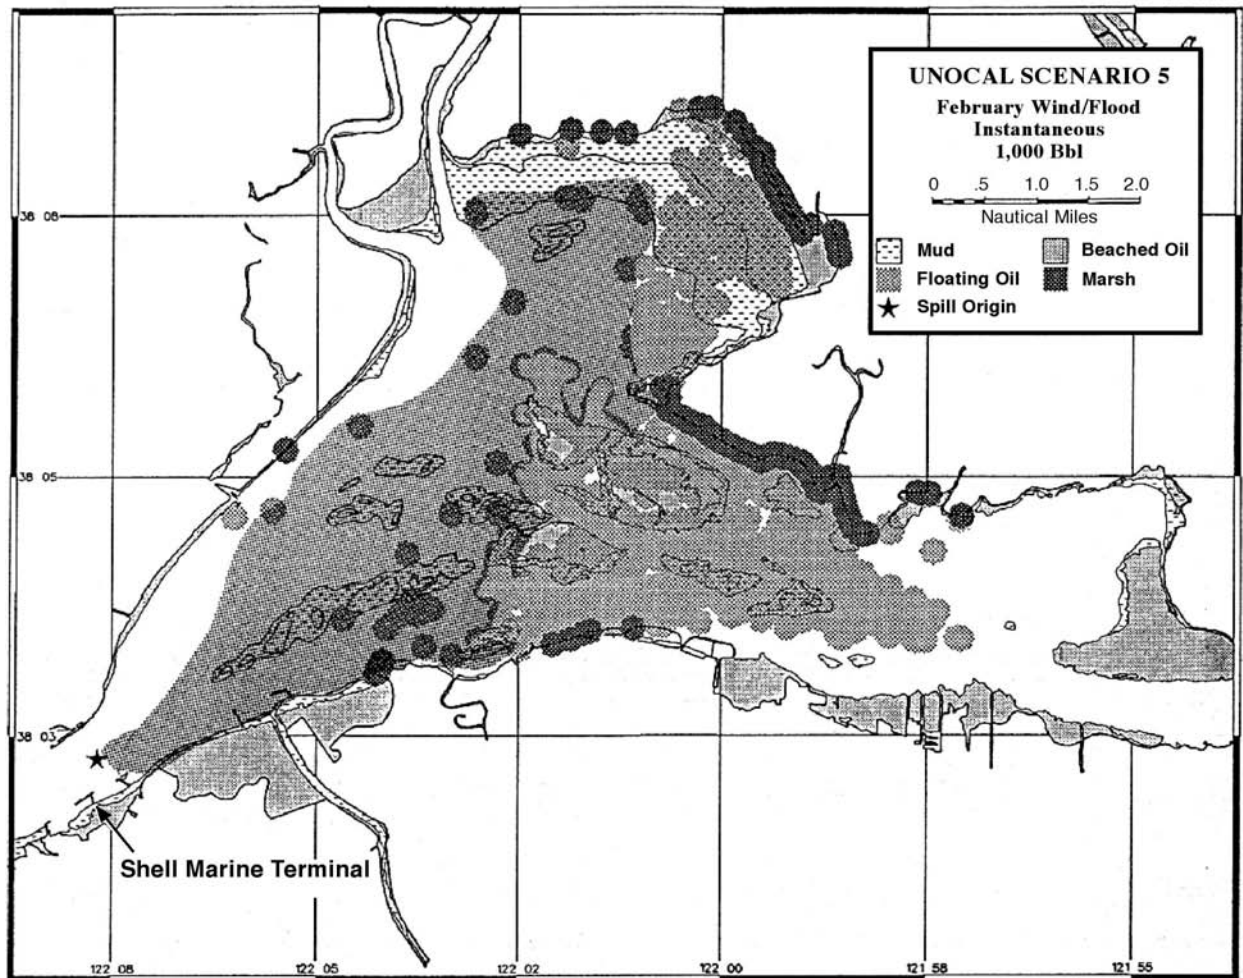 UNOCAL SCENARIO 5
February Wind/Flood
Instantaneous
1,000 Bbl
0 .5 1.0 1.5 2.0
Nautical Miles
Mud Beached Oil
Floating Oil Marsh
Spill Origin
38 08
38 05
38 03
Shell Marine Terminal
122 08 122 05 122 02 122 00 121 58 121 55